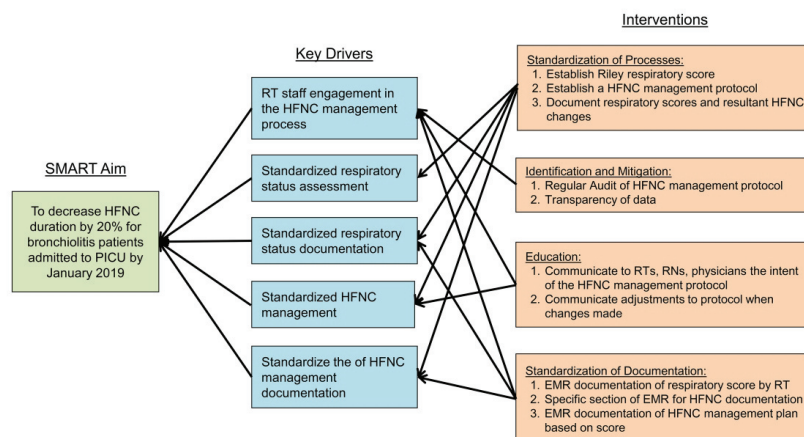 Interventions
Key Drivers
SMART Aim
To decrease HFNC
duration by 20% for
bronchiolitis patients
admitted to PICU by
January 2019
RT staff engagement in
the HFNC management
process
Standardized respiratory
status assessment
Standardized respiratory
status documentation
Standardized HFNC
management
Standardize the of HFNC
management
documentation
Standardization of Processes:
1. Establish Riley respiratory score
2. Establish a HFNC management protocol
3. Document respiratory scores and resultant HFNC
changes
Identification and Mitigation:
1. Regular Audit of HFNC management protocol
2. Transparency of data
Education:
1. Communicate to RTs, RNs, physicians the intent
of the HFNC management protocol
2. Communicate adjustments to protocol when
changes made
Standardization of Documentation:
1. EMR documentation of respiratory score by RT
2. Specific section of EMR for HFNC documentation
3. EMR documentation of HFNC management plan
based on score